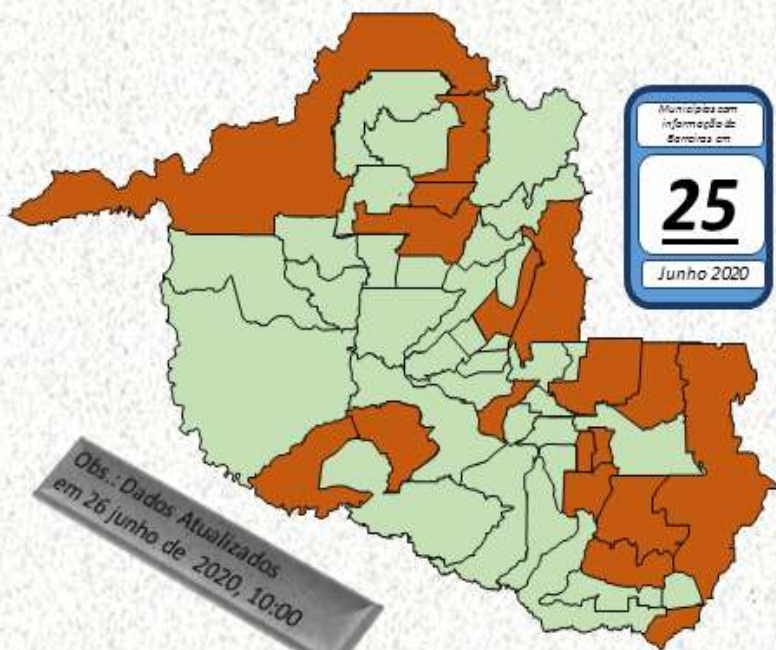 Municípios com
informação de
Barreiras em
25
Junho 2020
Obs.: Dados Atualizados
em 26 junho de 2020, 10:00